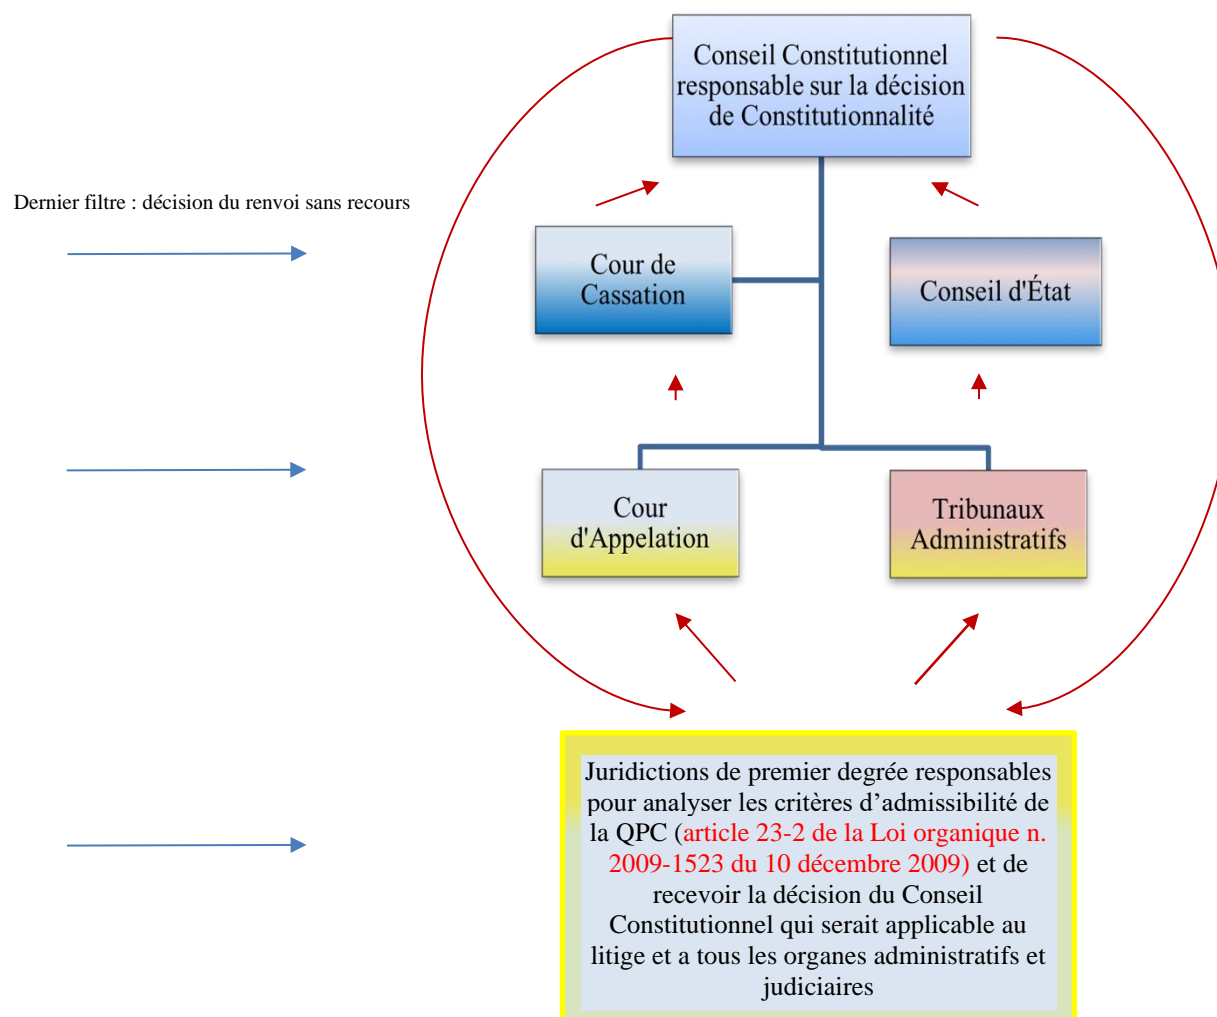 Conseil Constitutionnel
responsable sur la décision
de Constitutionnalité
Dernier filtre : décision du renvoi sans recours
Cour de
Cassation
Conseil d'État
Cour
d'Appelation
Tribunaux
Administratifs
Juridictions de premier degrée responsables
pour analyser les critères d’admissibilité de
la QPC (article 23-2 de la Loi organique n.
2009-1523 du 10 décembre 2009) et de
recevoir la décision du Conseil
Constitutionnel qui serait applicable au
litige et a tous les organes administratifs et
judiciaires